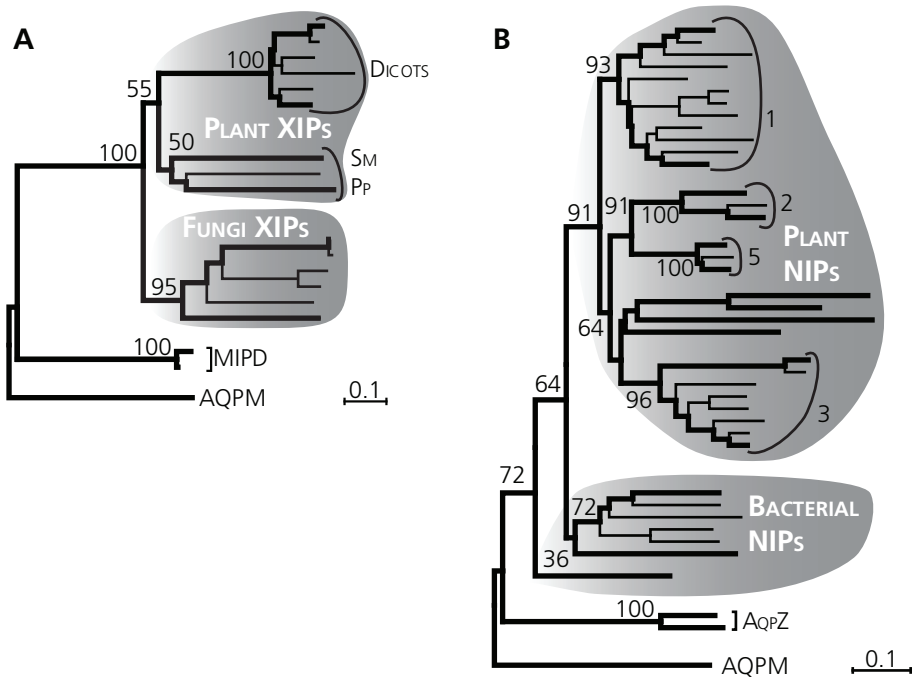 A
100
DICOTS
55
PLANT XIPS
50
SM
100
PP
FUNGI XIPS
95
100
]MIPD
AQPM
0.1
B
93
1
91
91
100
2
PLANT
NIPS
100
5
64
64
96
3
72
72
BACTERIAL
NIPS
36
100
]AQPZ
AQPM
0.1